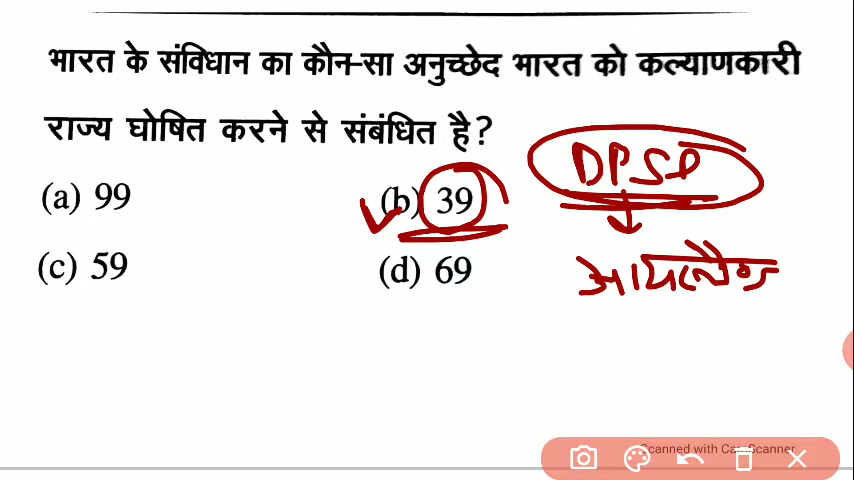 भारत के संविधान का कौन-सा अनुच्छेद भारत को कल्याणकारी
राज्य घोषित करने से संबंधित है?
DPSP
(a) 99
(b) 39
(c) 59
(d) 69
आयरलैण्ड
Scanned with CamScanner